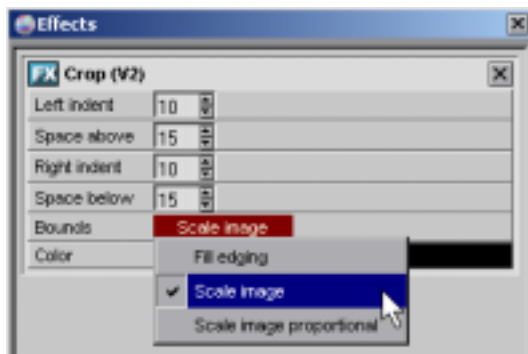 Effects
FX Crop (V2)
Left indent 10
Space above 15
Right indent 10
Space below 15
Bounds Scale image
Color
Fill edging
Scale image
Scale image proportional